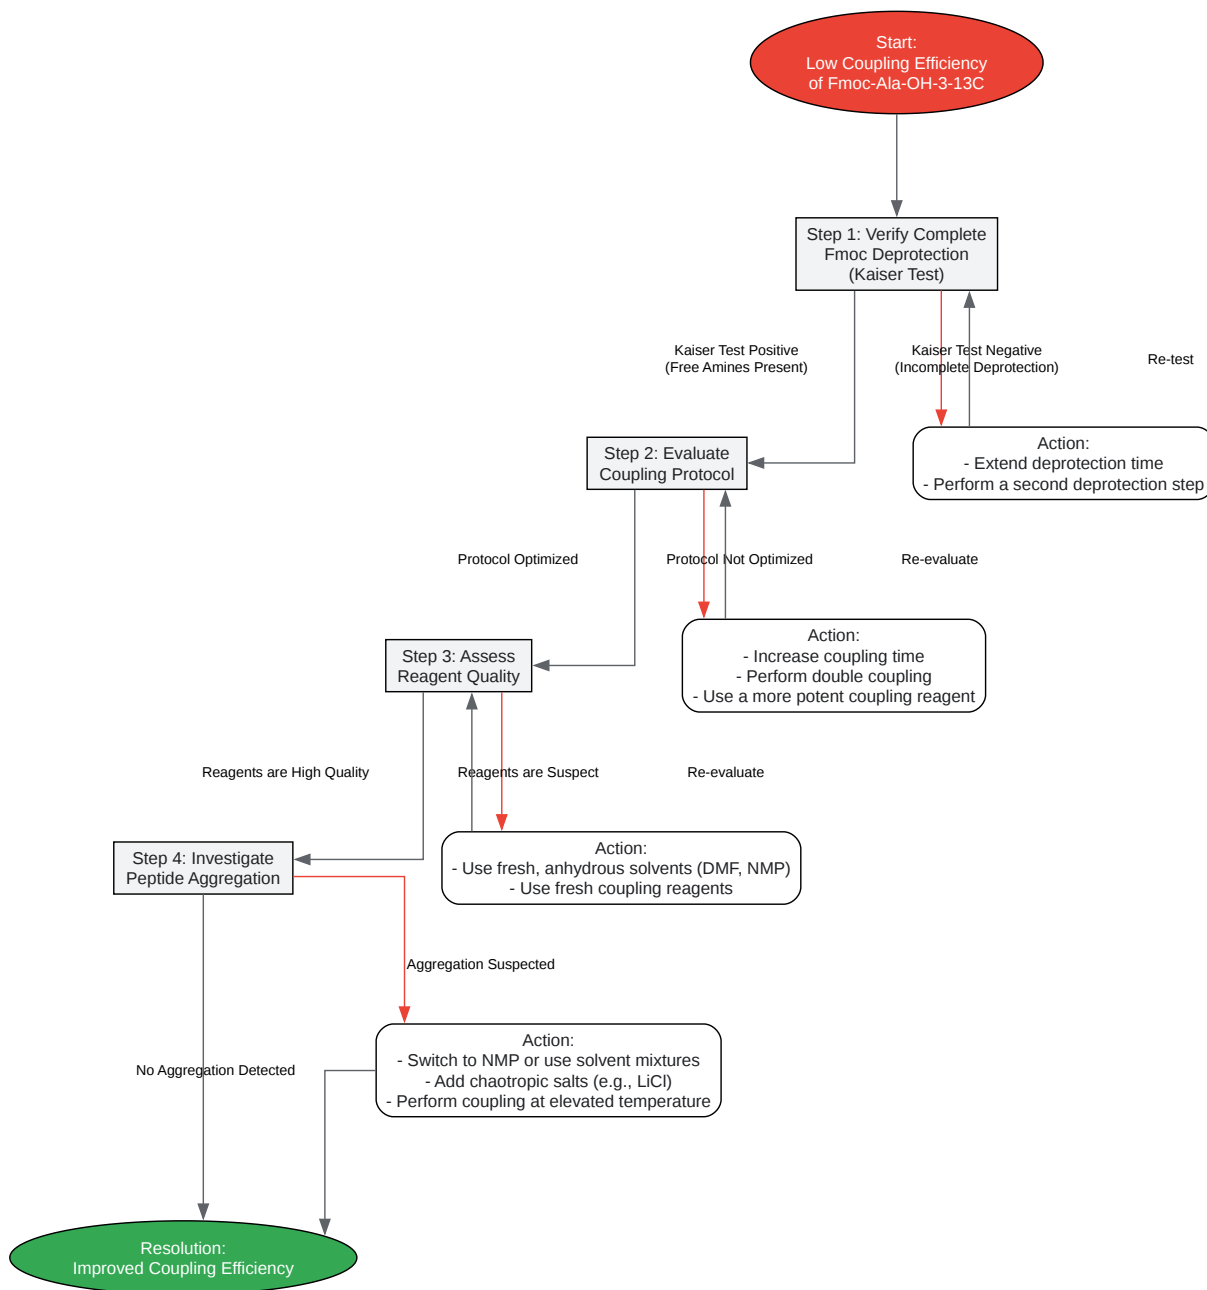 Start:
Low Coupling Efficiency
of Fmoc-Ala-OH-3-13C
Step 1: Verify Complete
Fmoc Deprotection
(Kaiser Test)
Kaiser Test Positive
(Free Amines Present)
Kaiser Test Negative
(Incomplete Deprotection)
Re-test
Action:
- Extend deprotection time
- Perform a second deprotection step
Step 2: Evaluate
Coupling Protocol
Protocol Optimized
Protocol Not Optimized
Re-evaluate
Action:
- Increase coupling time
- Perform double coupling
- Use a more potent coupling reagent
Step 3: Assess
Reagent Quality
Reagents are High Quality
Reagents are Suspect
Re-evaluate
Action:
- Use fresh, anhydrous solvents (DMF, NMP)
- Use fresh coupling reagents
Step 4: Investigate
Peptide Aggregation
Aggregation Suspected
Action:
- Switch to NMP or use solvent mixtures
- Add chaotropic salts (e.g., LiCl)
- Perform coupling at elevated temperature
No Aggregation Detected
Resolution:
Improved Coupling Efficiency